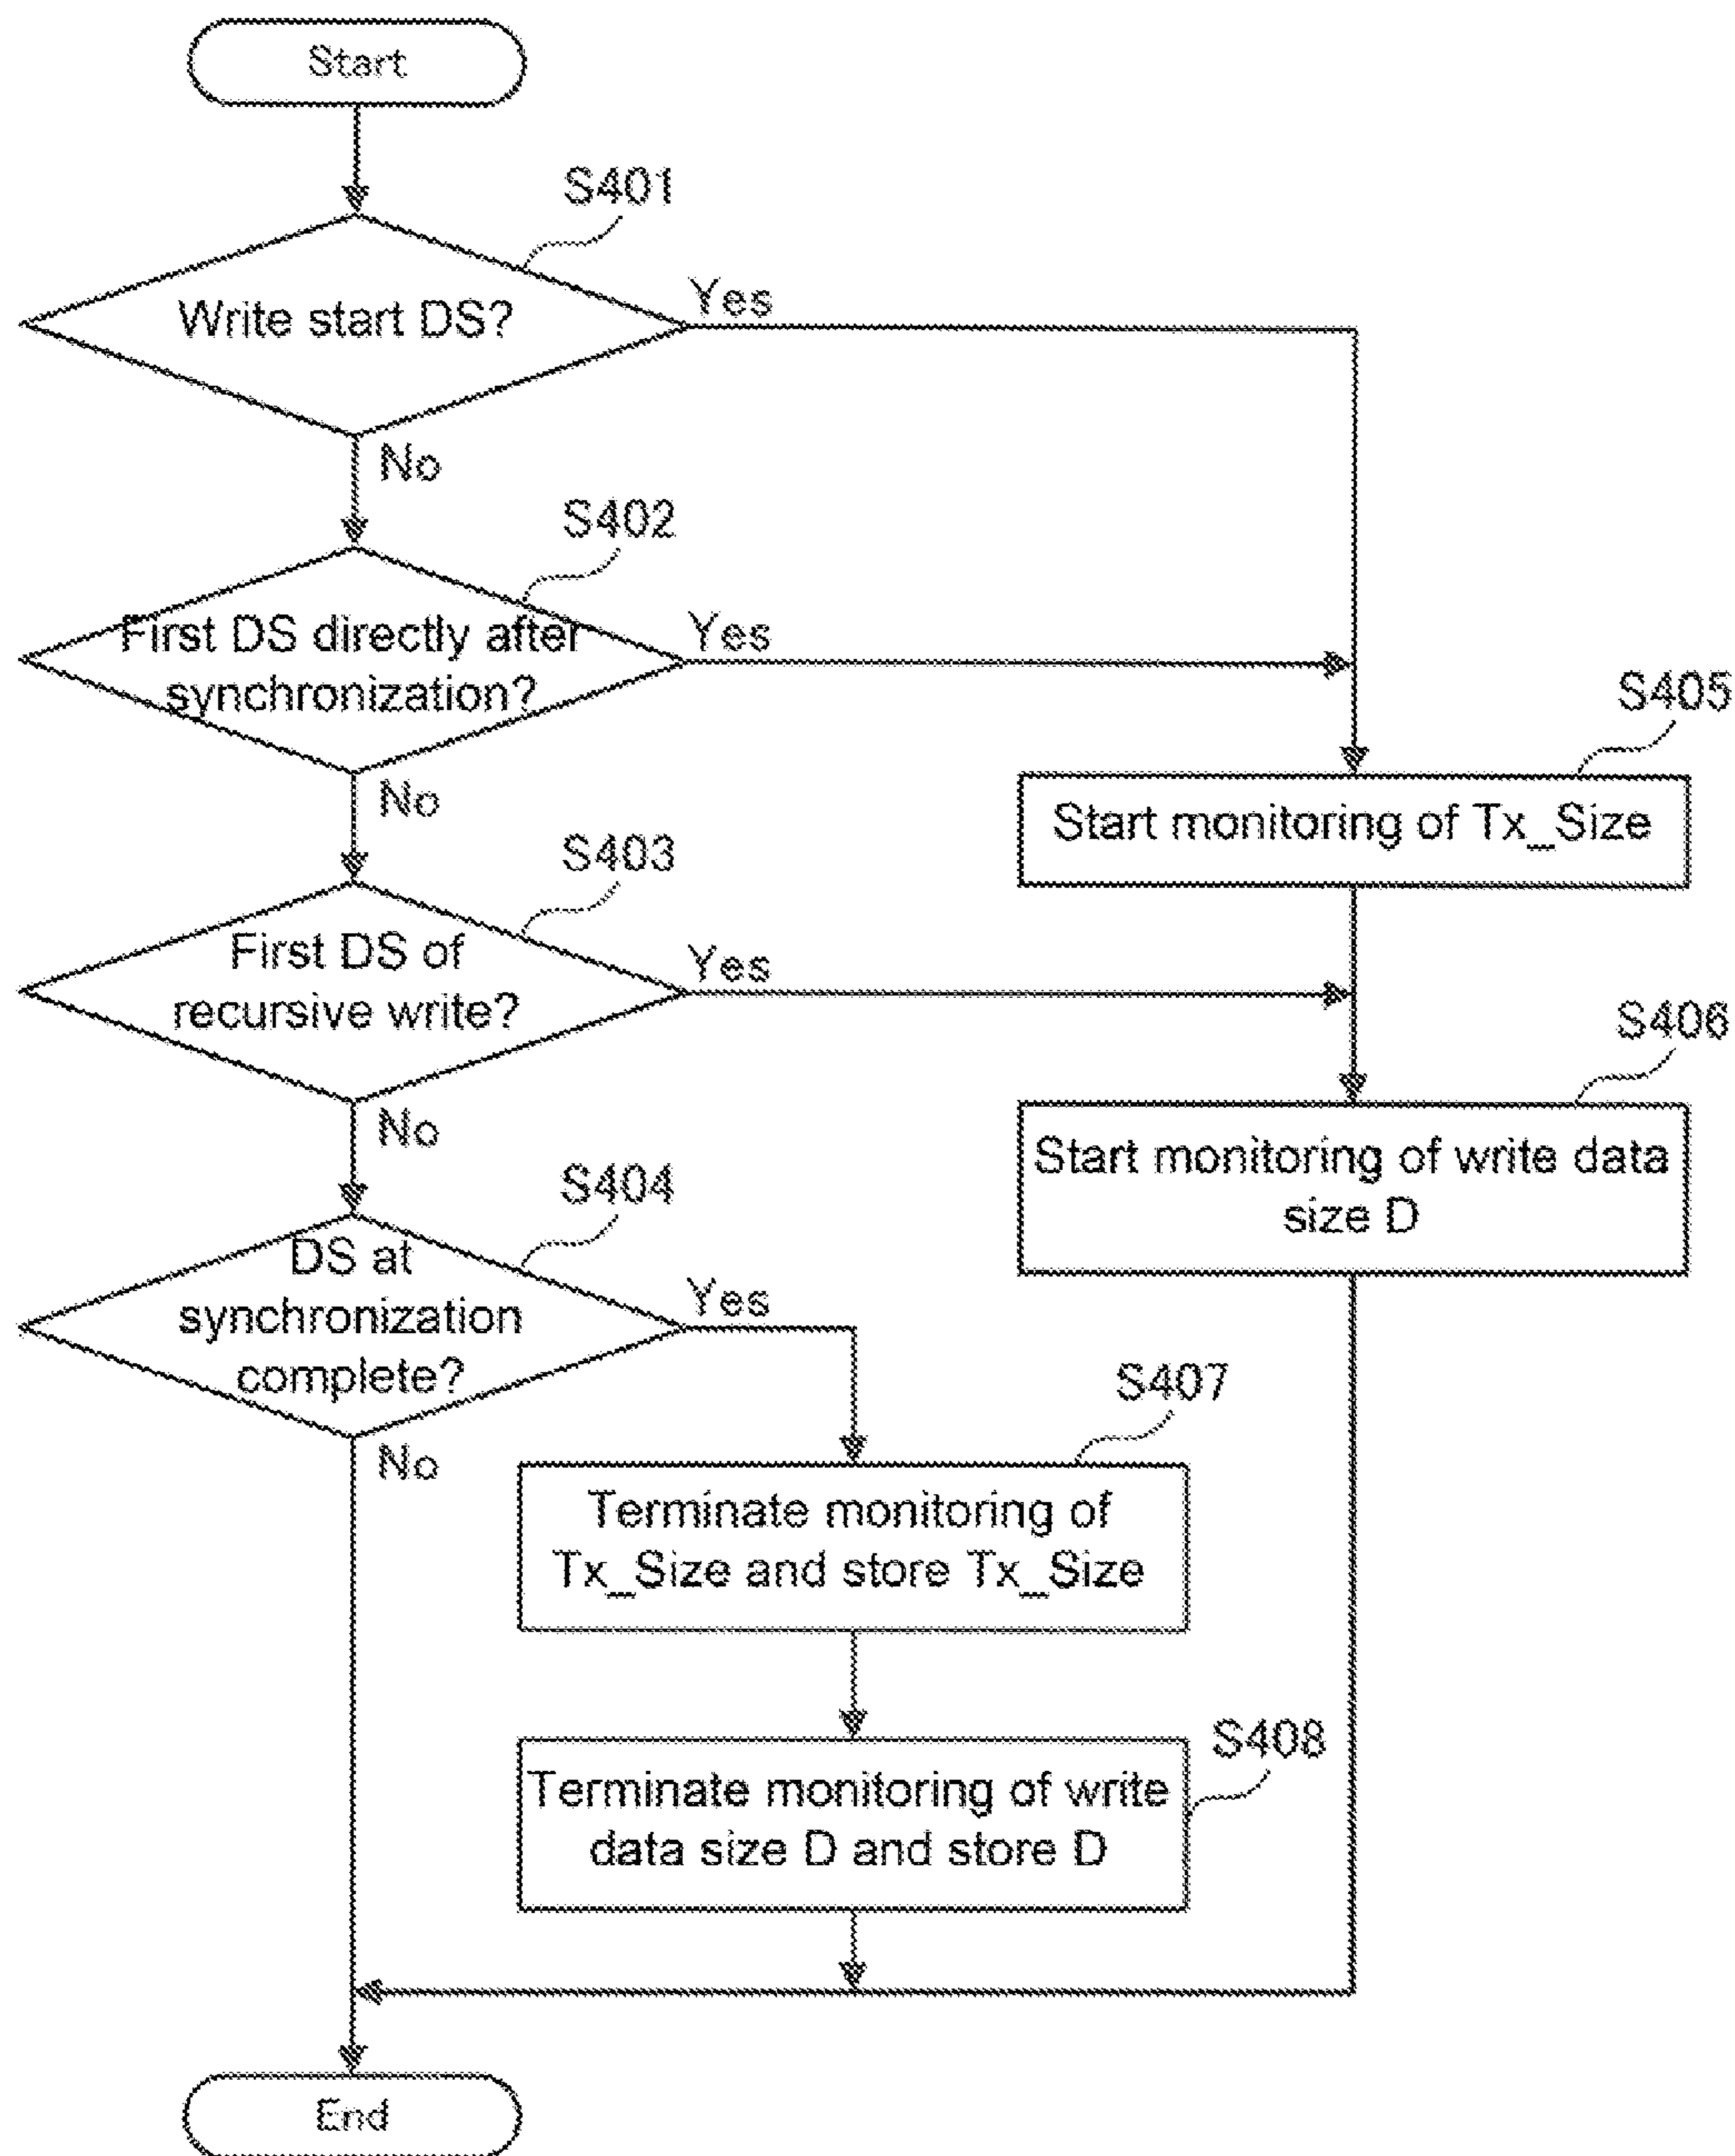 Start
S401
Write start DS?
Yes
No
S402
First DS directly after
synchronization?
Yes
No
S405
Start monitoring of Tx_Size
S403
First DS of
recursive write?
Yes
No
S406
Start monitoring of write data
size D
S404
DS at
synchronization
complete?
Yes
No
S407
Terminate monitoring of
Tx_Size and store Tx_Size
S408
Terminate monitoring of write
data size D and store D
End